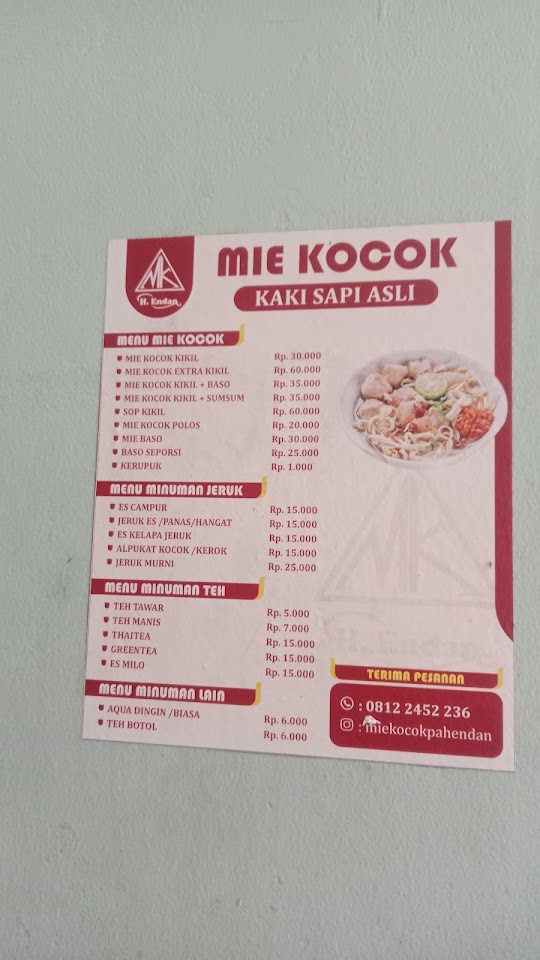 MK
H. Endan
MIE KOCOK
KAKI SAPI ASLI
MENU MIE KOCOK
MIE KOCOK KIKIL Rp. 30.000
MIE KOCOK EXTRA KIKIL Rp. 60.000
MIE KOCOK KIKIL + BASO Rp. 35.000
MIE KOCOK KIKIL + SUMSUM Rp. 35.000
SOP KIKIL Rp. 60.000
MIE KOCOK POLOS Rp. 20.000
MIE BASO Rp. 30.000
BASO SEPORSI Rp. 25.000
KERUPUK Rp. 1.000
MENU MINUMAN JERUK
ES CAMPUR Rp. 15.000
JERUK ES /PANAS/HANGAT Rp. 15.000
ES KELAPA JERUK Rp. 15.000
ALPUKAT KOCOK /KEROK Rp. 15.000
JERUK MURNI Rp. 25.000
MENU MINUMAN TEH
TEH TAWAR Rp. 5.000
TEH MANIS Rp. 7.000
THAITEA Rp. 15.000
GREENTEA Rp. 15.000
ES MILO Rp. 15.000
MENU MINUMAN LAIN
AQUA DINGIN /BIASA Rp. 6.000
TEH BOTOL Rp. 6.000
TERIMA PESANAN
: 0812 2452 236
: miekocokpahendan